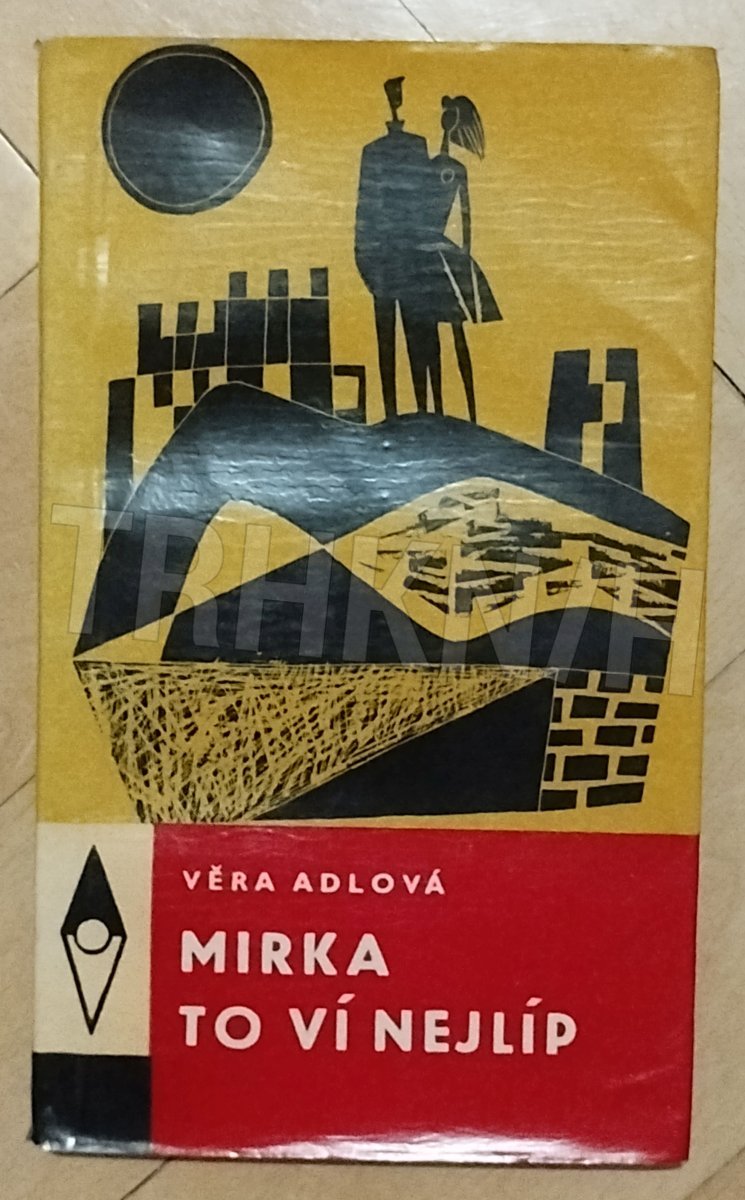 TRHKNIH
VĚRA ADLOVÁ
MIRKA
TO VÍ NEJLÍP